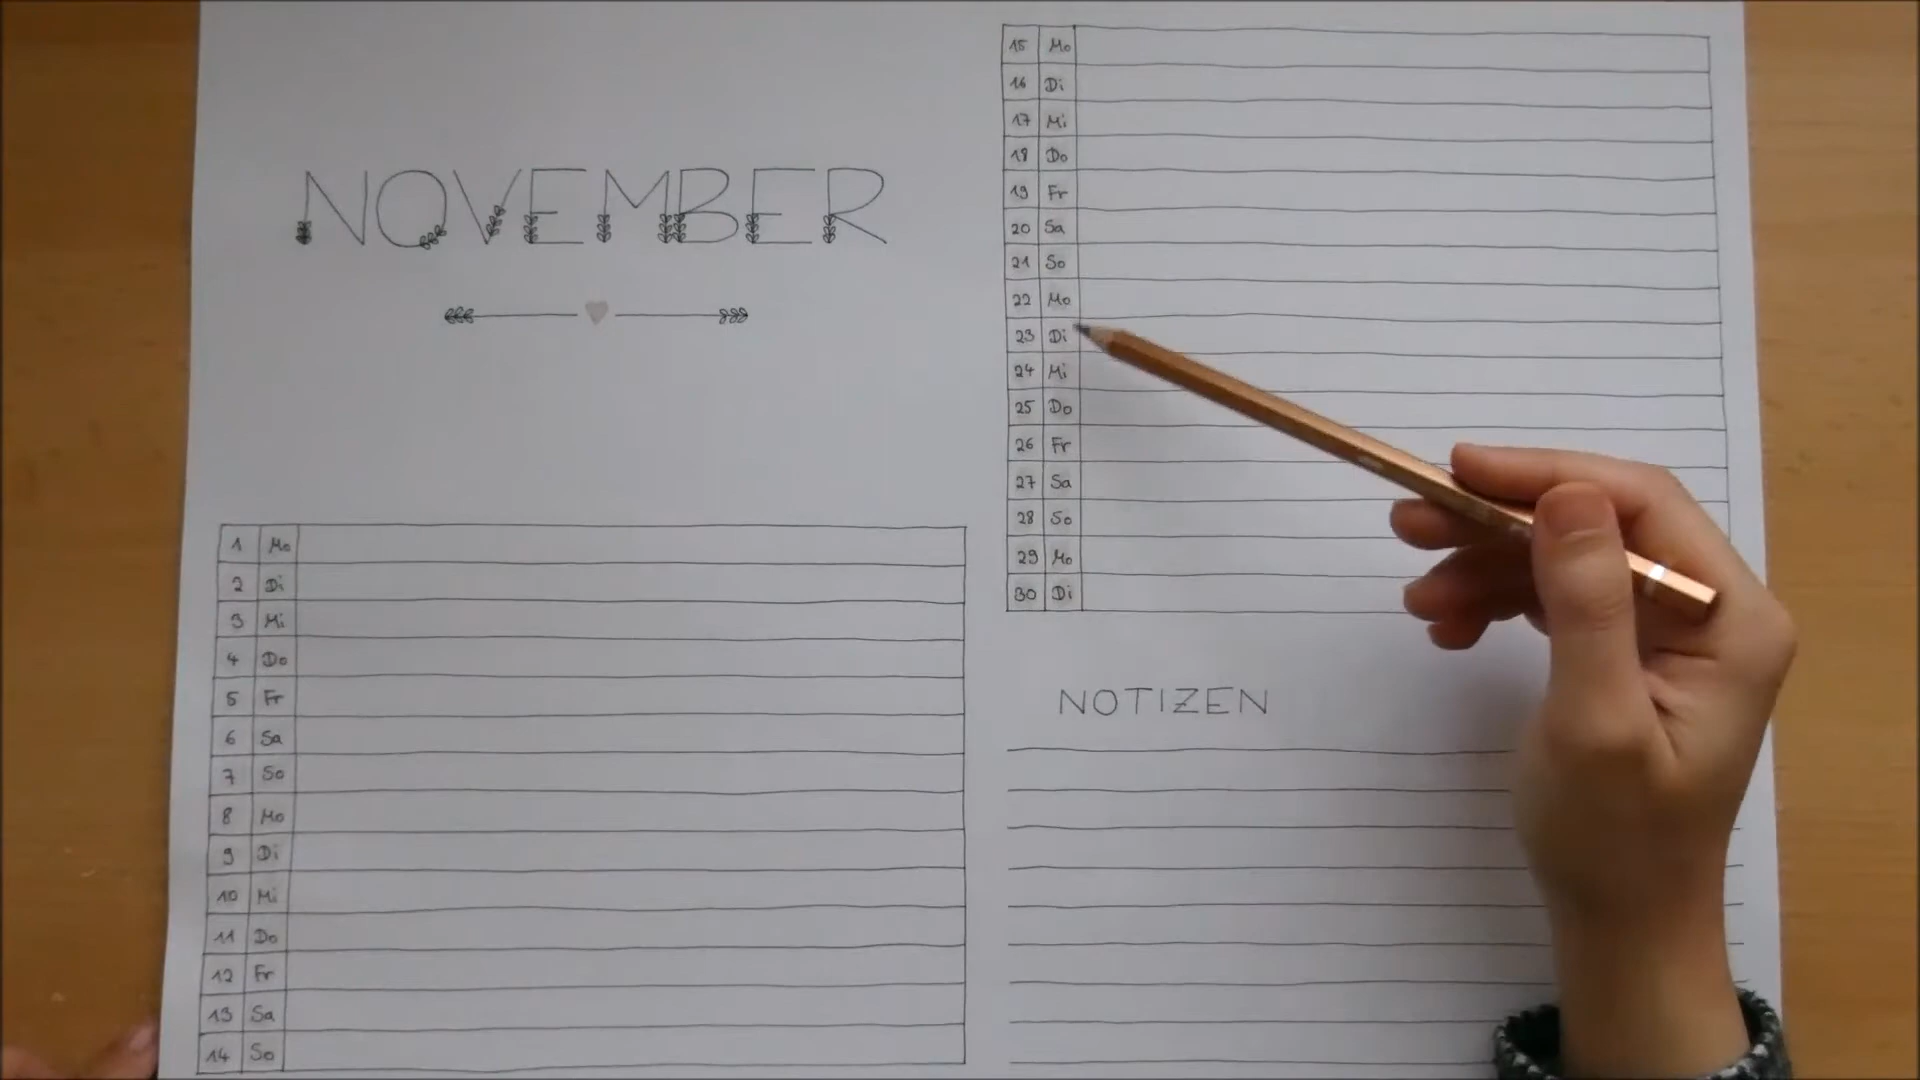 NOVEMBER
1 Mo
2 Di
3 Mi
4 Do
5 Fr
6 Sa
7 So
8 Mo
9 Di
10 Mi
11 Do
12 Fr
13 Sa
14 So
15 Mo
16 Di
17 Mi
18 Do
19 Fr
20 Sa
21 So
22 Mo
23 Di
24 Mi
25 Do
26 Fr
27 Sa
28 So
29 Mo
30 Di
NOTIZEN